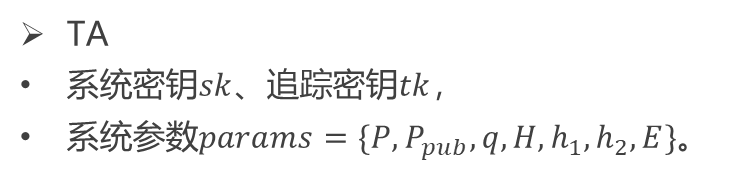 ➢ TA
• 系统密钥sk、追踪密钥tk,
• 系统参数params = {P, P_pub, q, H, h_1, h_2, E}。